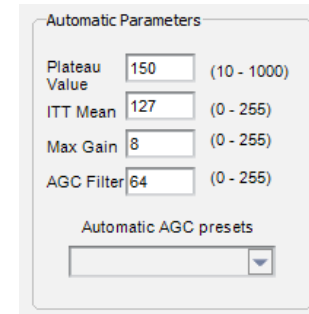 Automatic Parameters
Plateau Value 150 (10 - 1000)
ITT Mean 127 (0 - 255)
Max Gain 8 (0 - 255)
AGC Filter 64 (0 - 255)
Automatic AGC presets